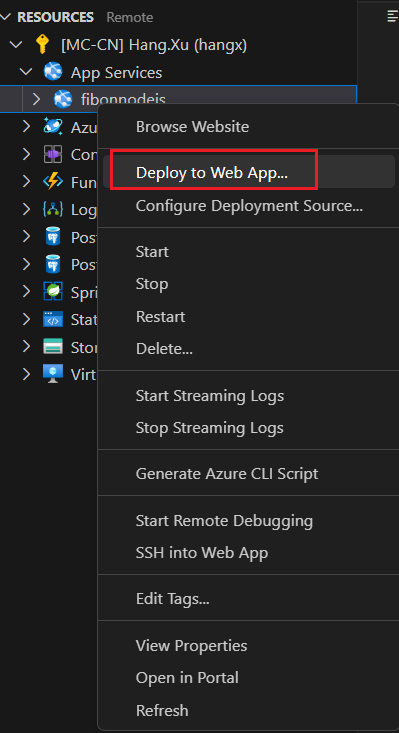 RESOURCES
Remote
[MC-CN] Hang.Xu (hangx)
App Services
fibonnodejs
Azu
Browse Website
Con
Deploy to Web App...
Fun
Log
Configure Deployment Source...
Post
Start
Post
Stop
Spri
Restart
Stat
Stor
Delete...
Virt
Start Streaming Logs
Stop Streaming Logs
Generate Azure CLI Script
Start Remote Debugging
SSH into Web App
Edit Tags...
View Properties
Open in Portal
Refresh